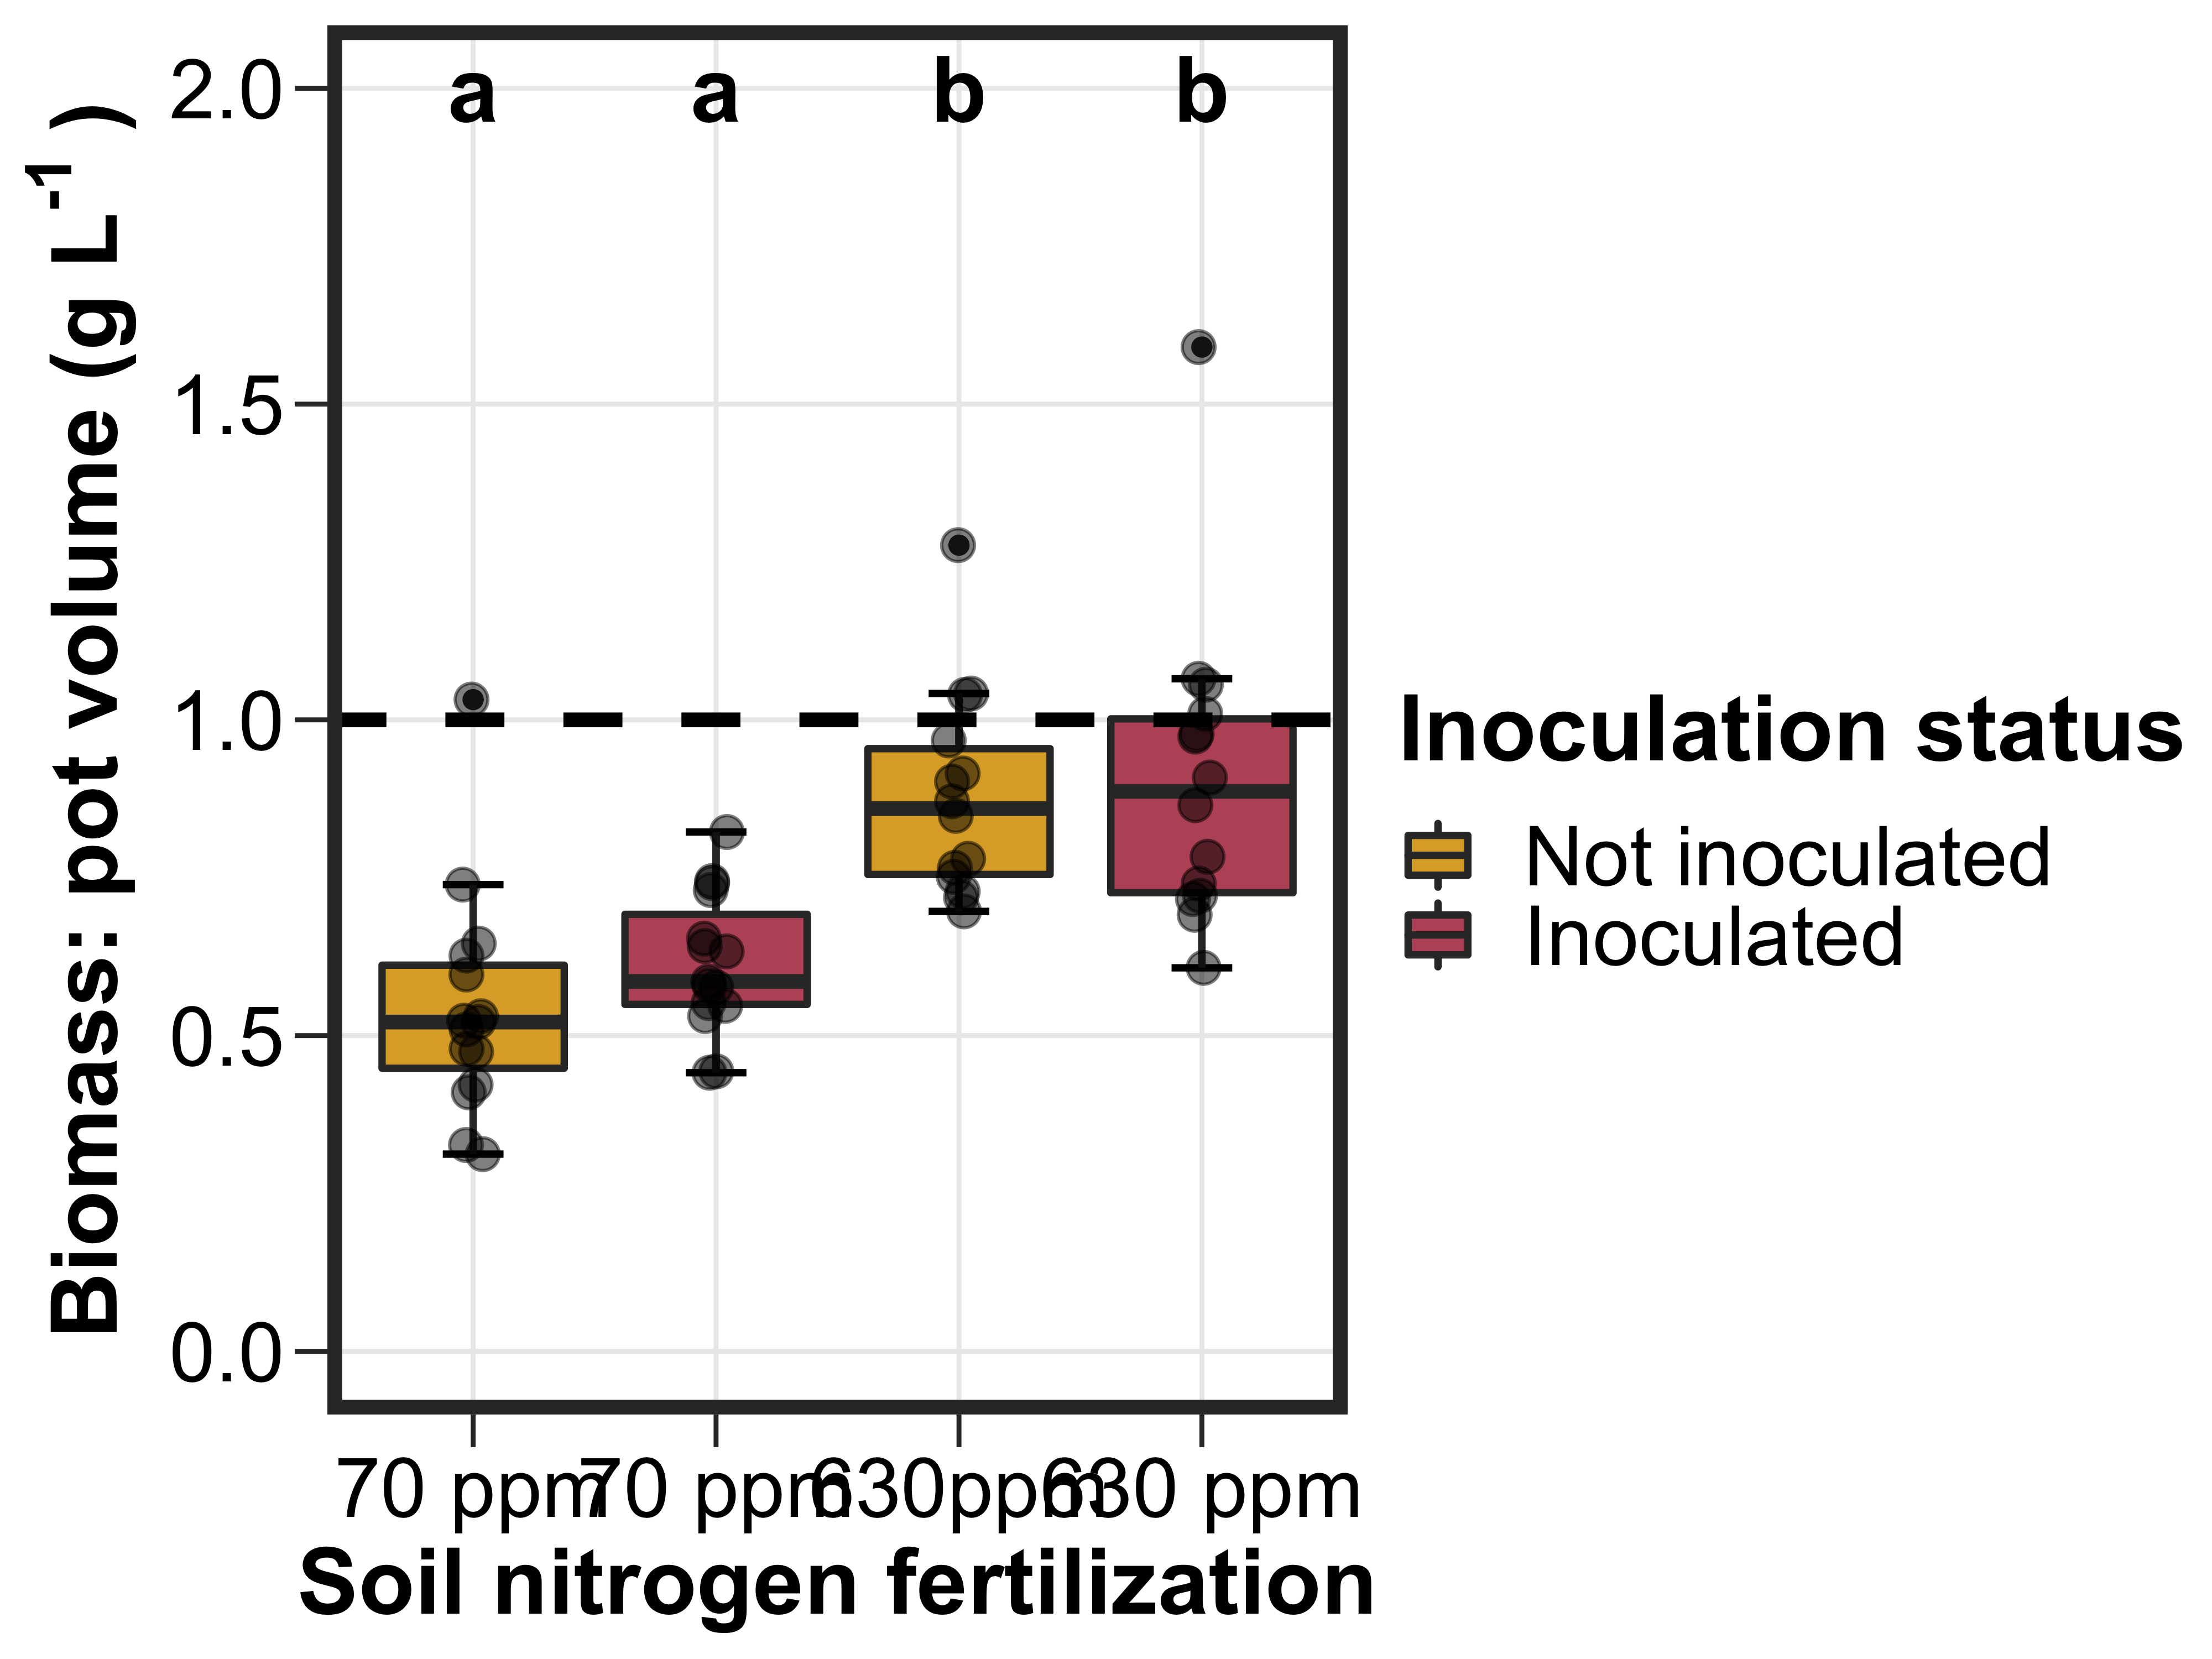 Biomass: pot volume (g L⁻¹)
2.0
1.5
1.0
0.5
0.0
a a b b
70 ppm 70 ppm 630ppm 630 ppm
Soil nitrogen fertilization
Inoculation status
Not inoculated
Inoculated